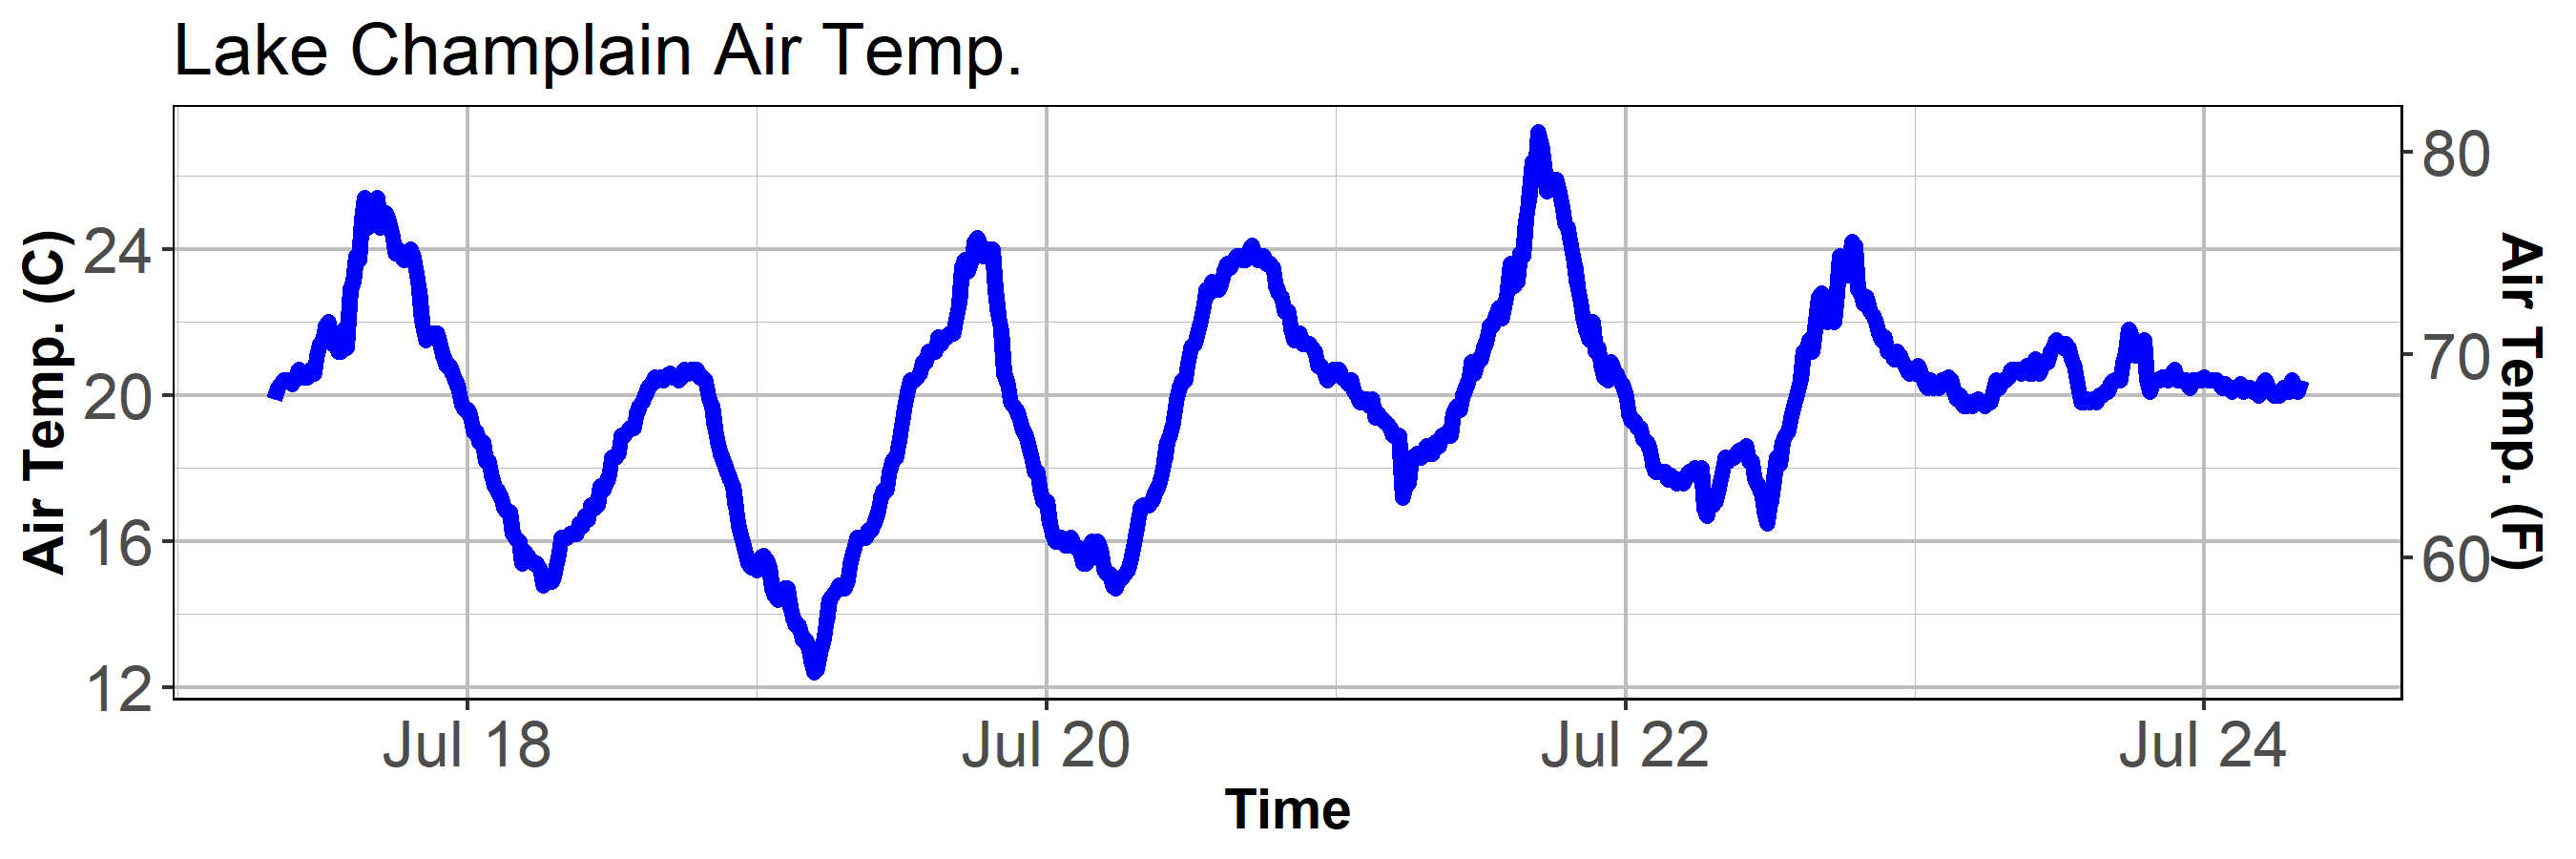 Lake Champlain Air Temp.
Air Temp. (C)
24
20
16
12
80
70
60
Air Temp. (F)
Jul 18
Jul 20
Jul 22
Jul 24
Time